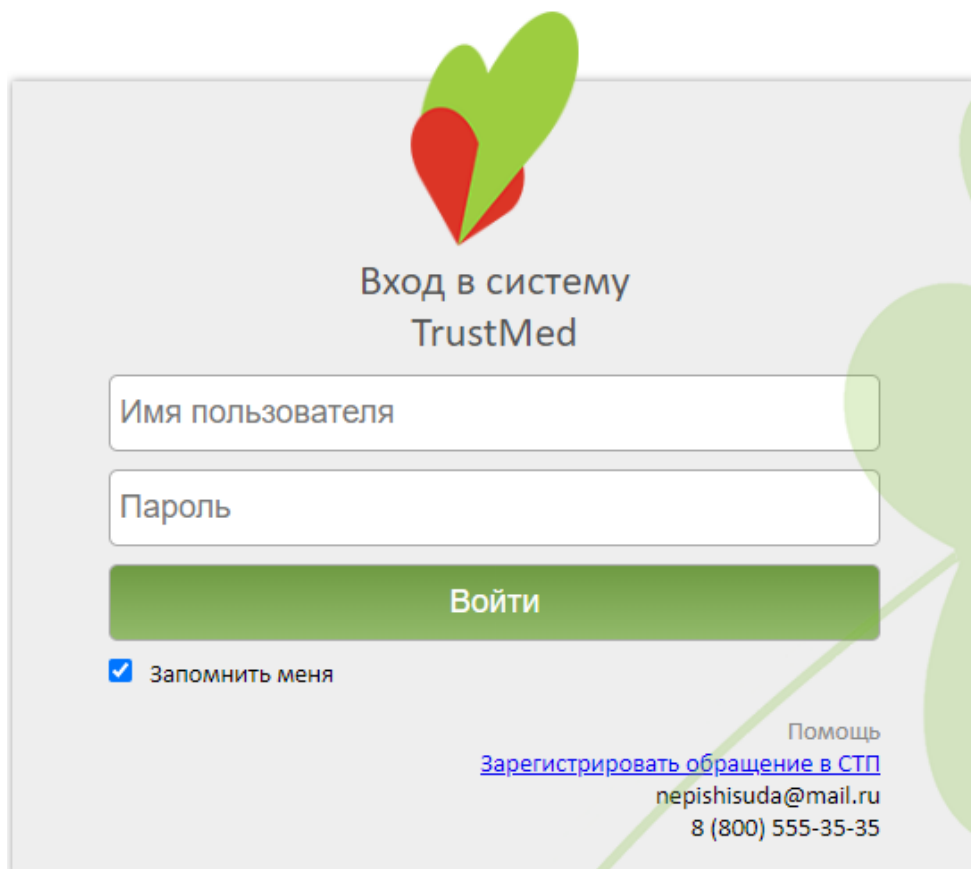 Вход в систему
TrustMed
Имя пользователя
Пароль
Войти
Запомнить меня
Помощь
Зарегистрировать обращение в СТП
nepishisuda@mail.ru
8 (800) 555-35-35